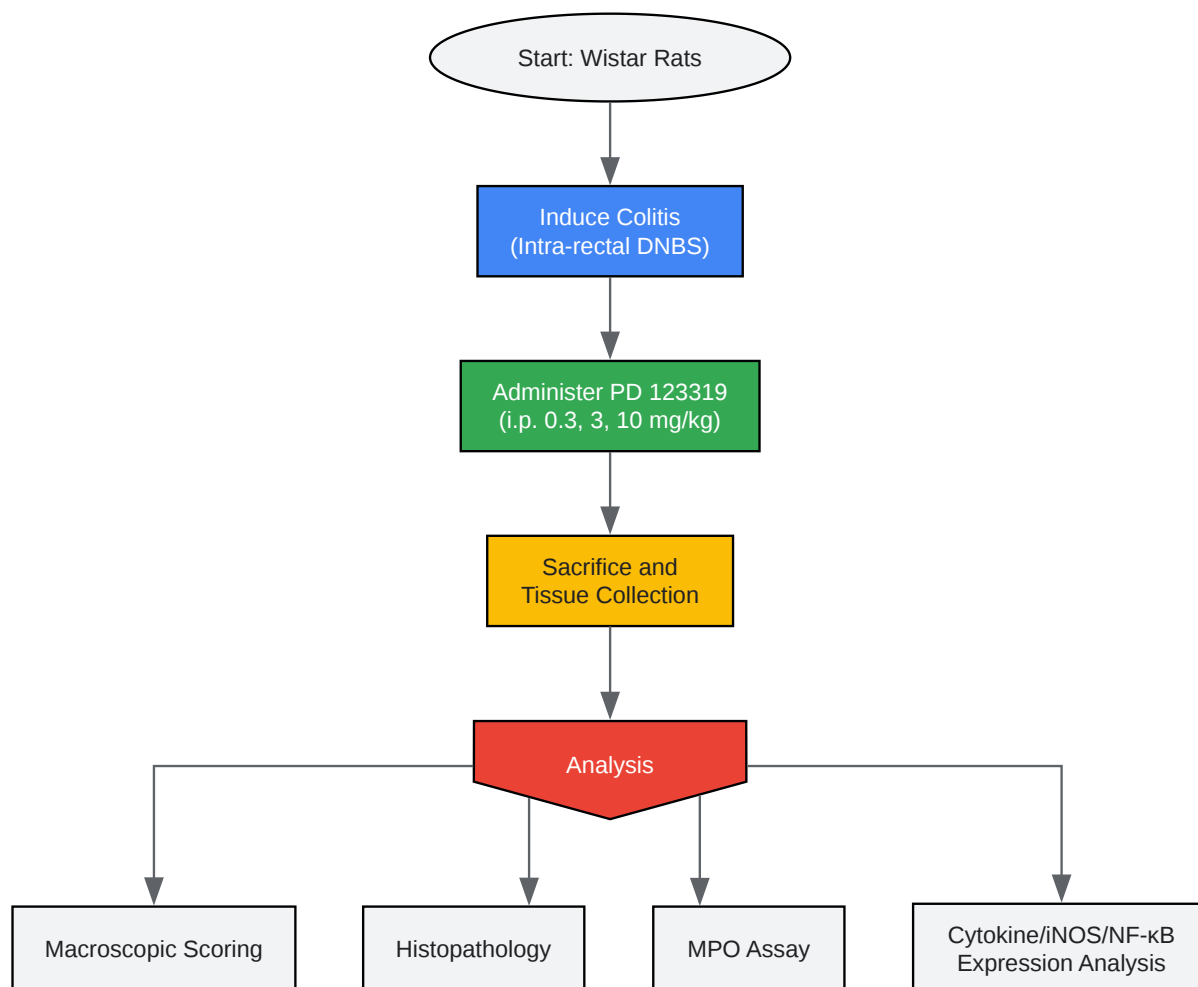 Start: Wistar Rats
Induce Colitis
(Intra-rectal DNBS)
Administer PD 123319
(i.p. 0.3, 3, 10 mg/kg)
Sacrifice and
Tissue Collection
Analysis
Macroscopic Scoring
Histopathology
MPO Assay
Cytokine/iNOS/NF-κB
Expression Analysis